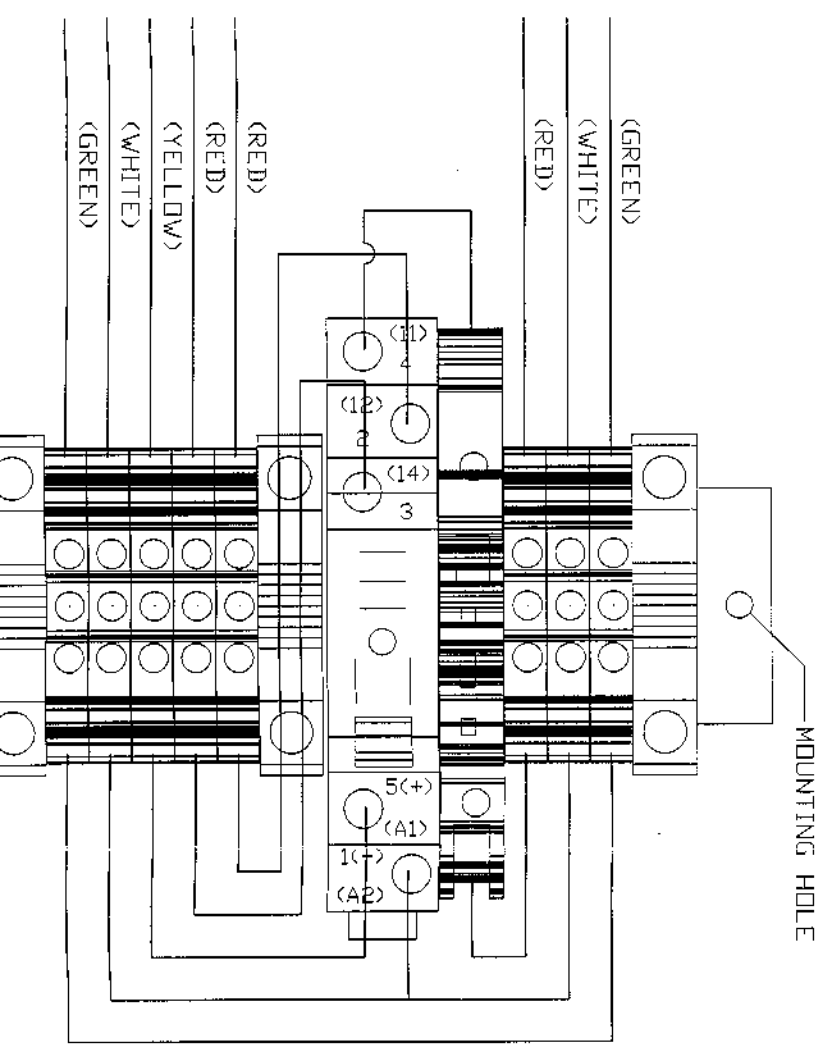 (GREEN)
(WHITE)
(YELLOW)
(RED)
(RED)
(RED)
(WHITE)
(GREEN)
(11)
4
(12)
2
(14)
3
5(+)
(A1)
1(-)
(A2)
MOUNTING HOLE